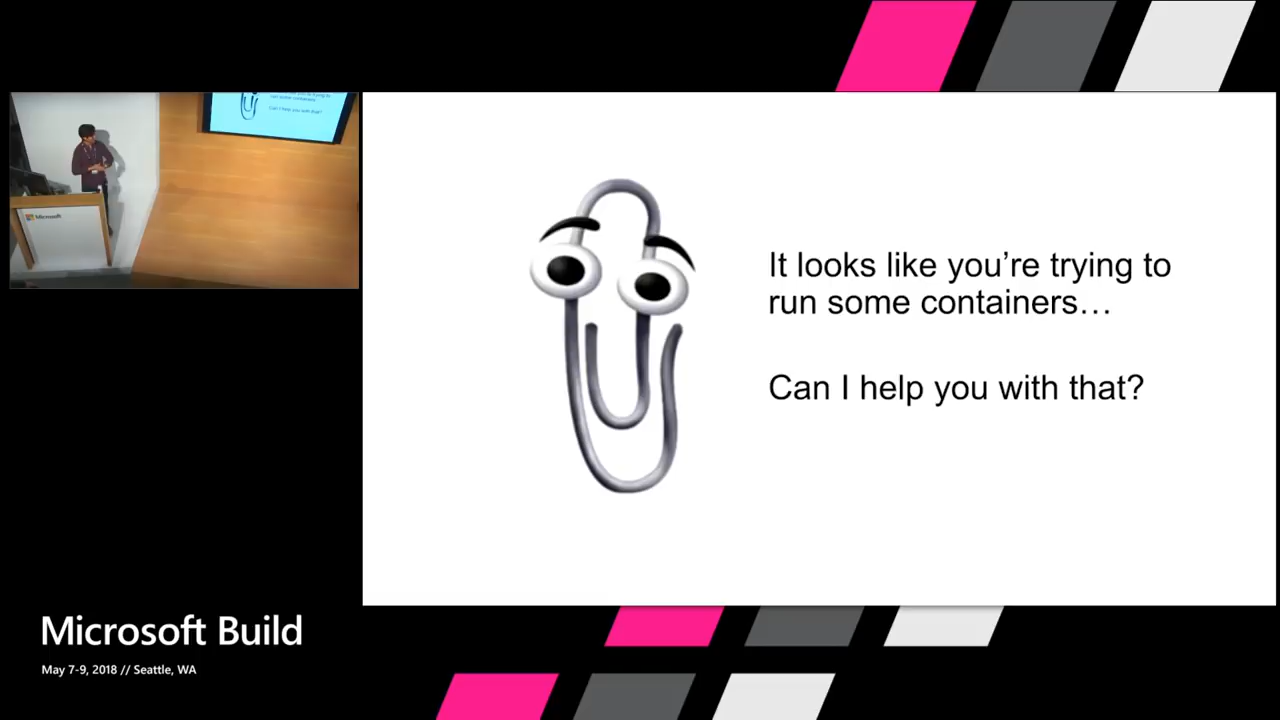 It looks like you’re trying to
run some containers…
Can I help you with that?
Microsoft
Microsoft Build
May 7-9, 2018 // Seattle, WA